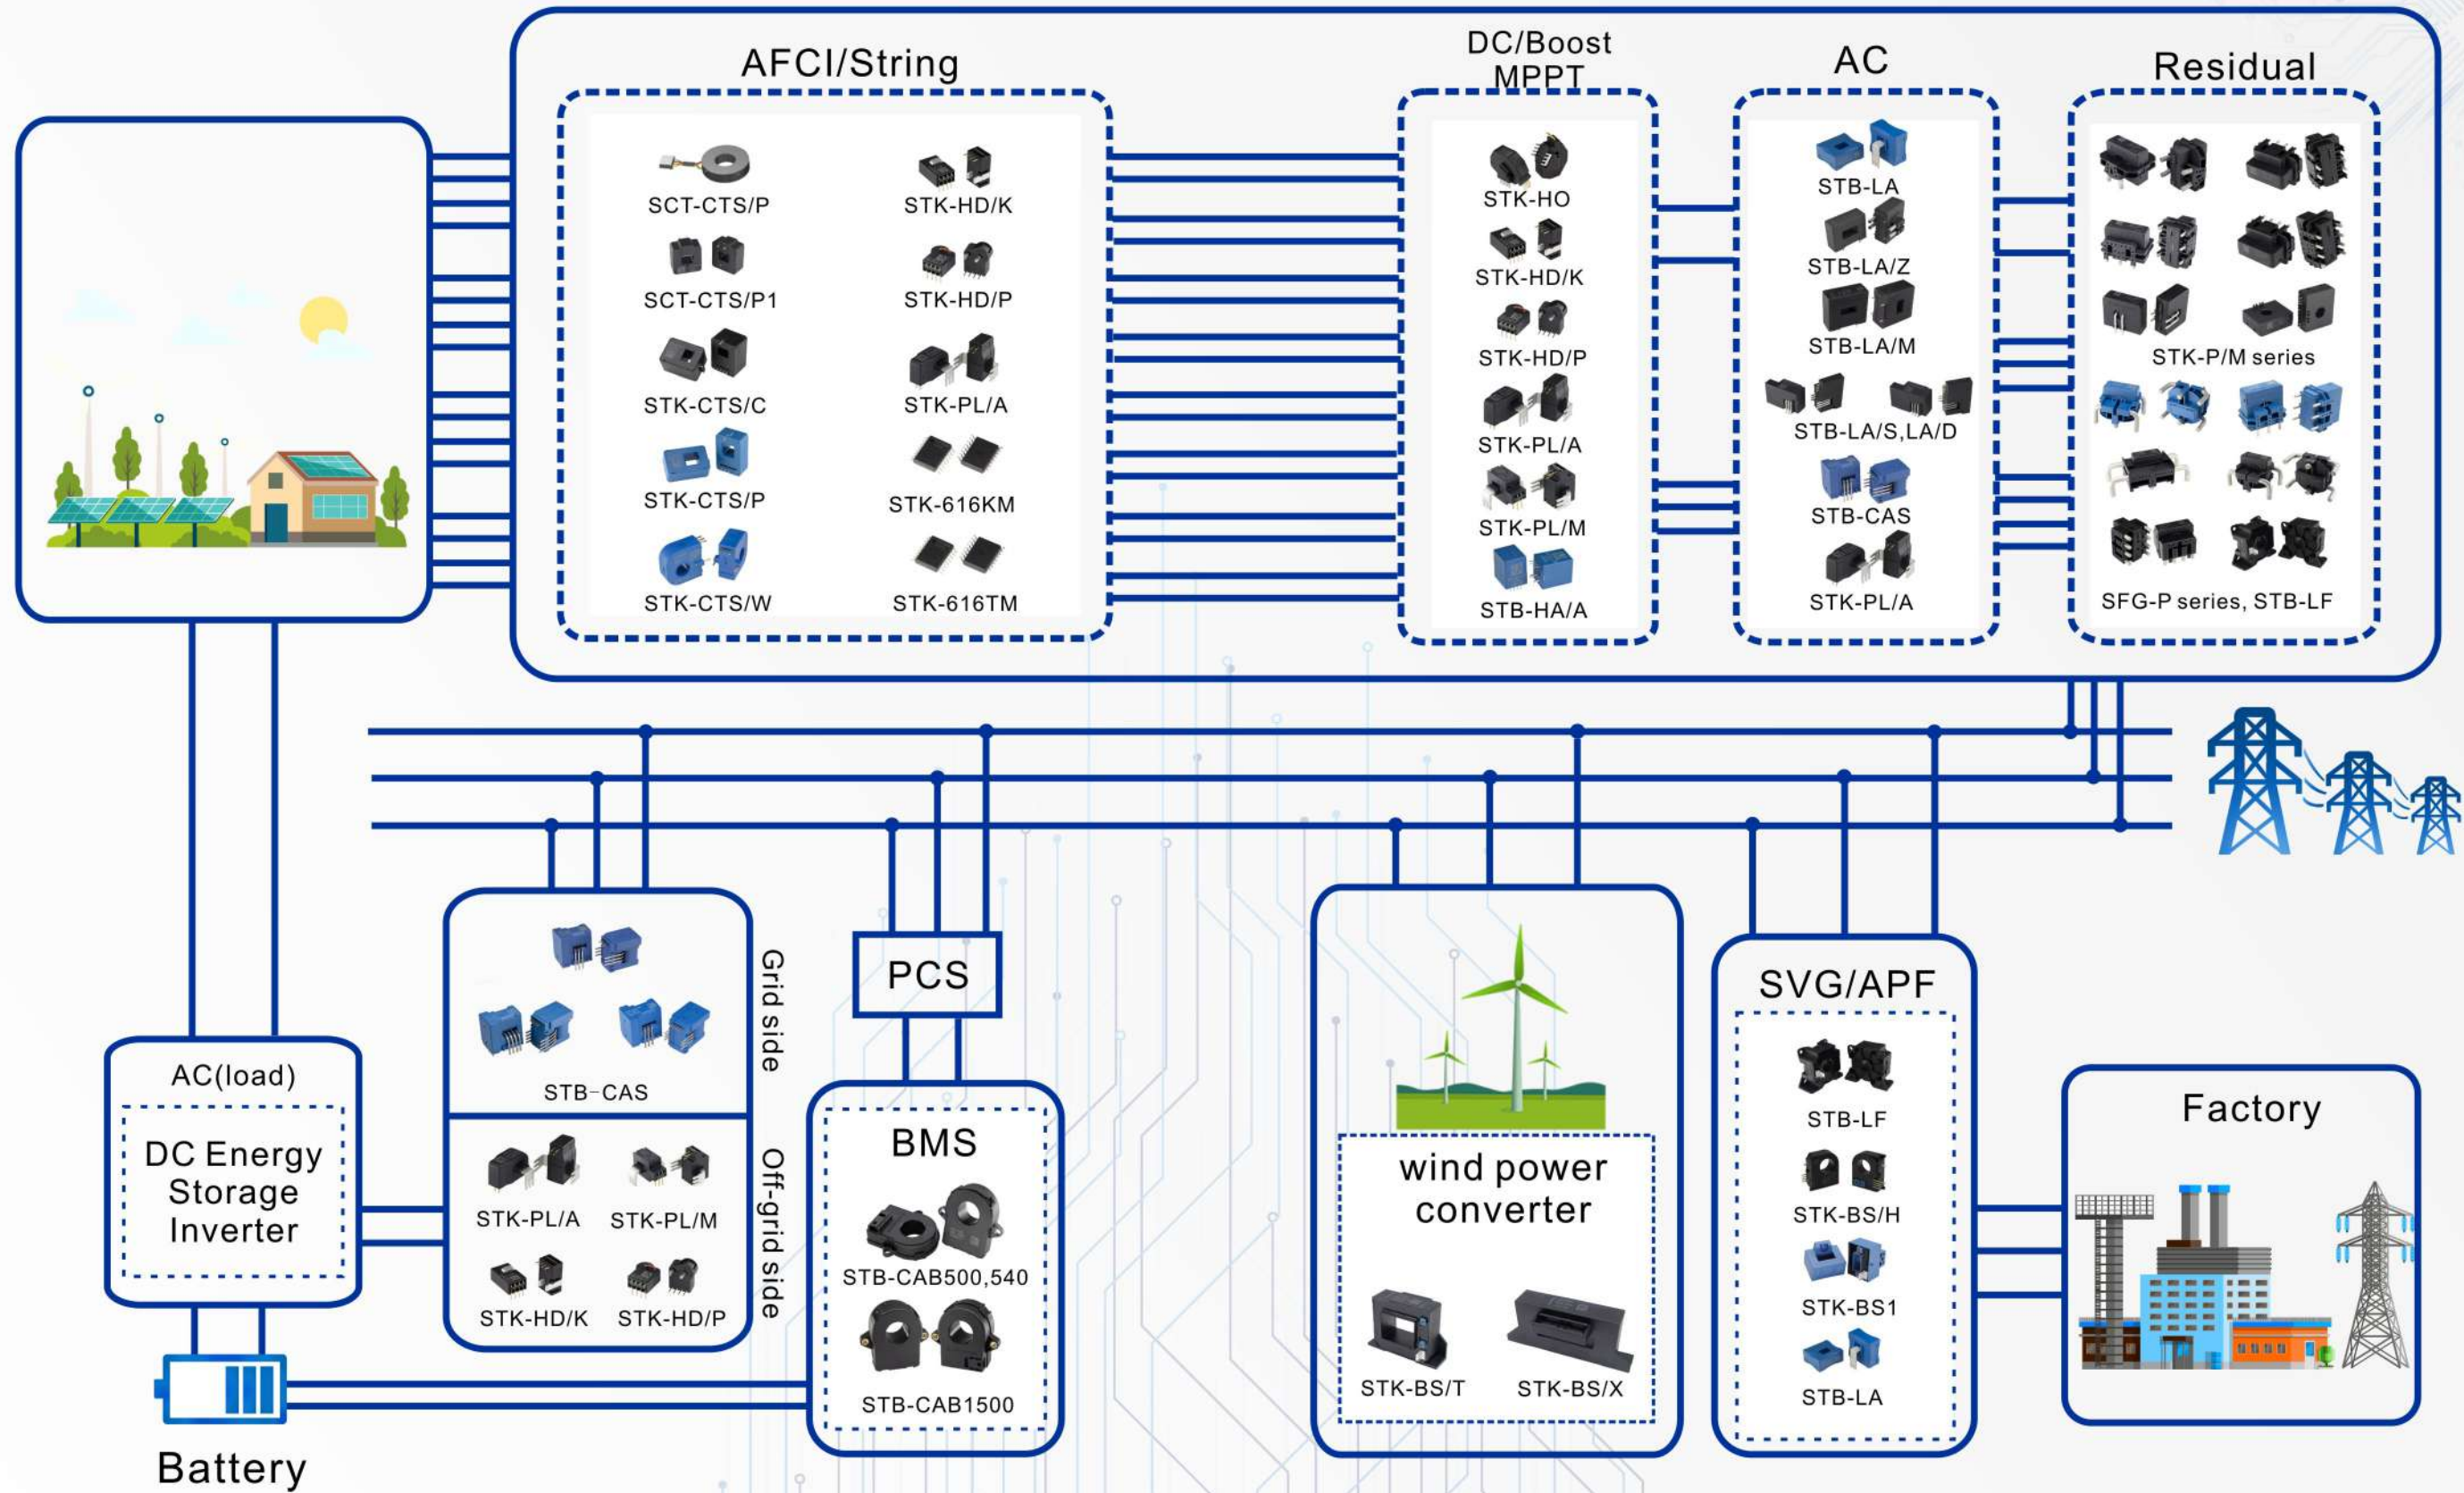 AFCI/String
SCT-CTS/P
STK-HD/K
SCT-CTS/P1
STK-HD/P
STK-CTS/C
STK-PL/A
STK-CTS/P
STK-616KM
STK-CTS/W
STK-616TM
DC/Boost
MPPT
STK-HO
STK-HD/K
STK-HD/P
STK-PL/A
STK-PL/M
STB-HA/A
AC
STB-LA
STB-LA/Z
STB-LA/M
STB-LA/S,LA/D
STB-CAS
STK-PL/A
Residual
STK-P/M series
SFG-P series, STB-LF
AC(load)
DC Energy
Storage
Inverter
Battery
Grid side
STB-CAS
Off-grid side
STK-PL/A
STK-PL/M
STK-HD/K
STK-HD/P
PCS
BMS
STB-CAB500,540
STB-CAB1500
wind power
converter
STK-BS/T
STK-BS/X
SVG/APF
STB-LF
STK-BS/H
STK-BS1
STB-LA
Factory